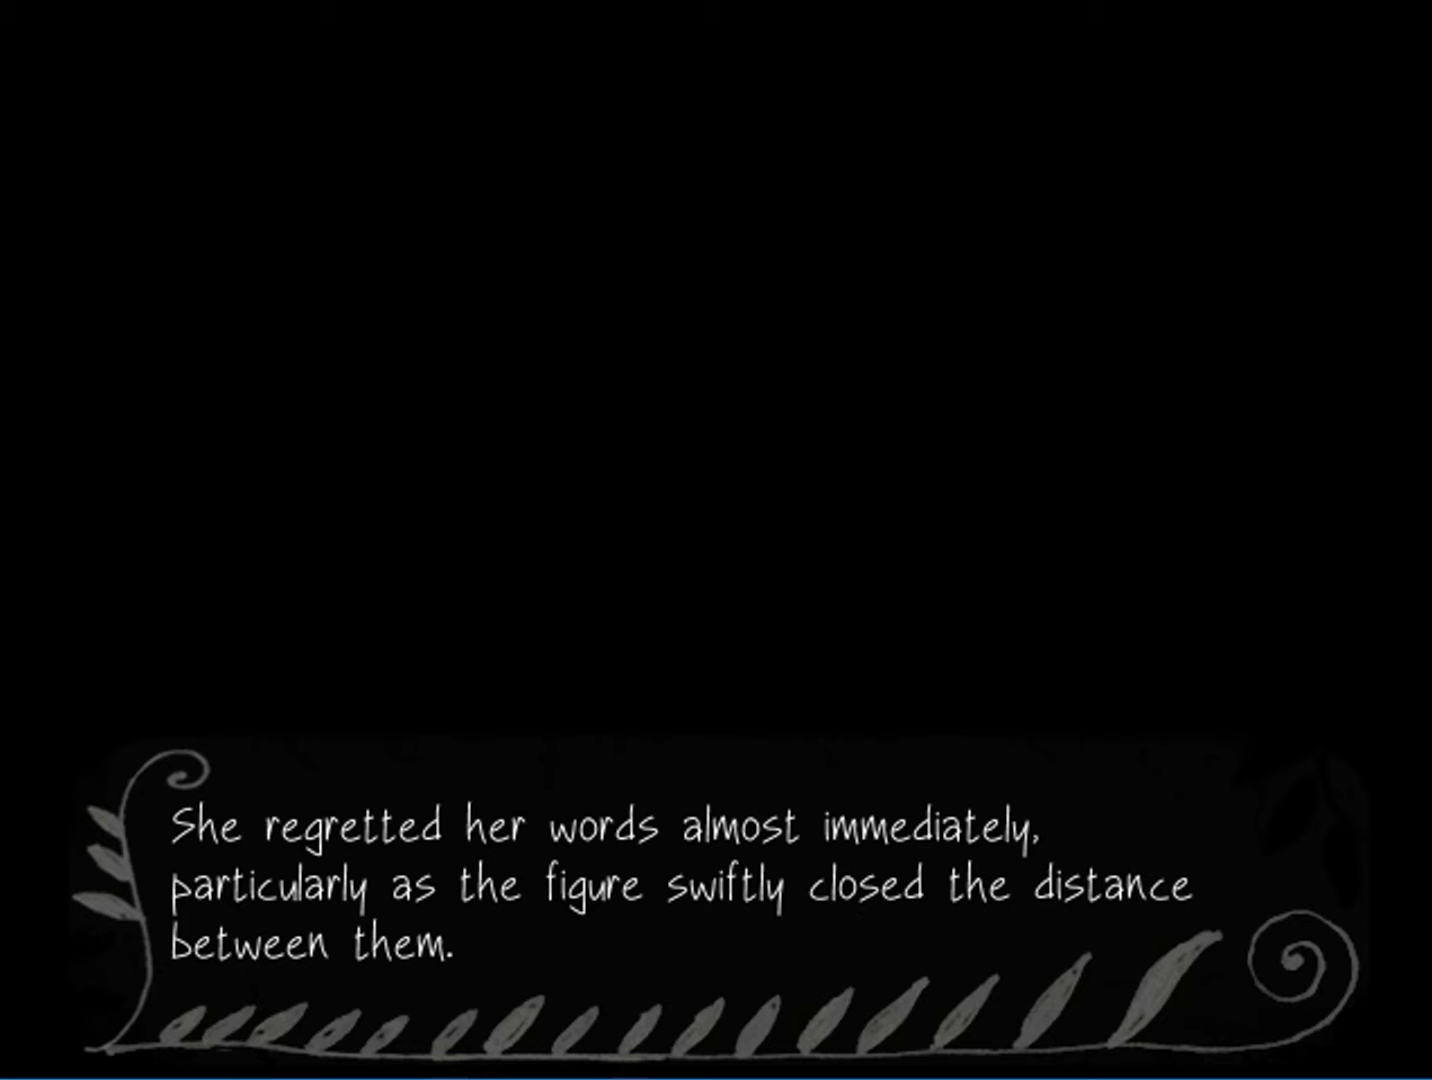 She regretted her words almost immediately,
particularly as the figure swiftly closed the distance
between them.